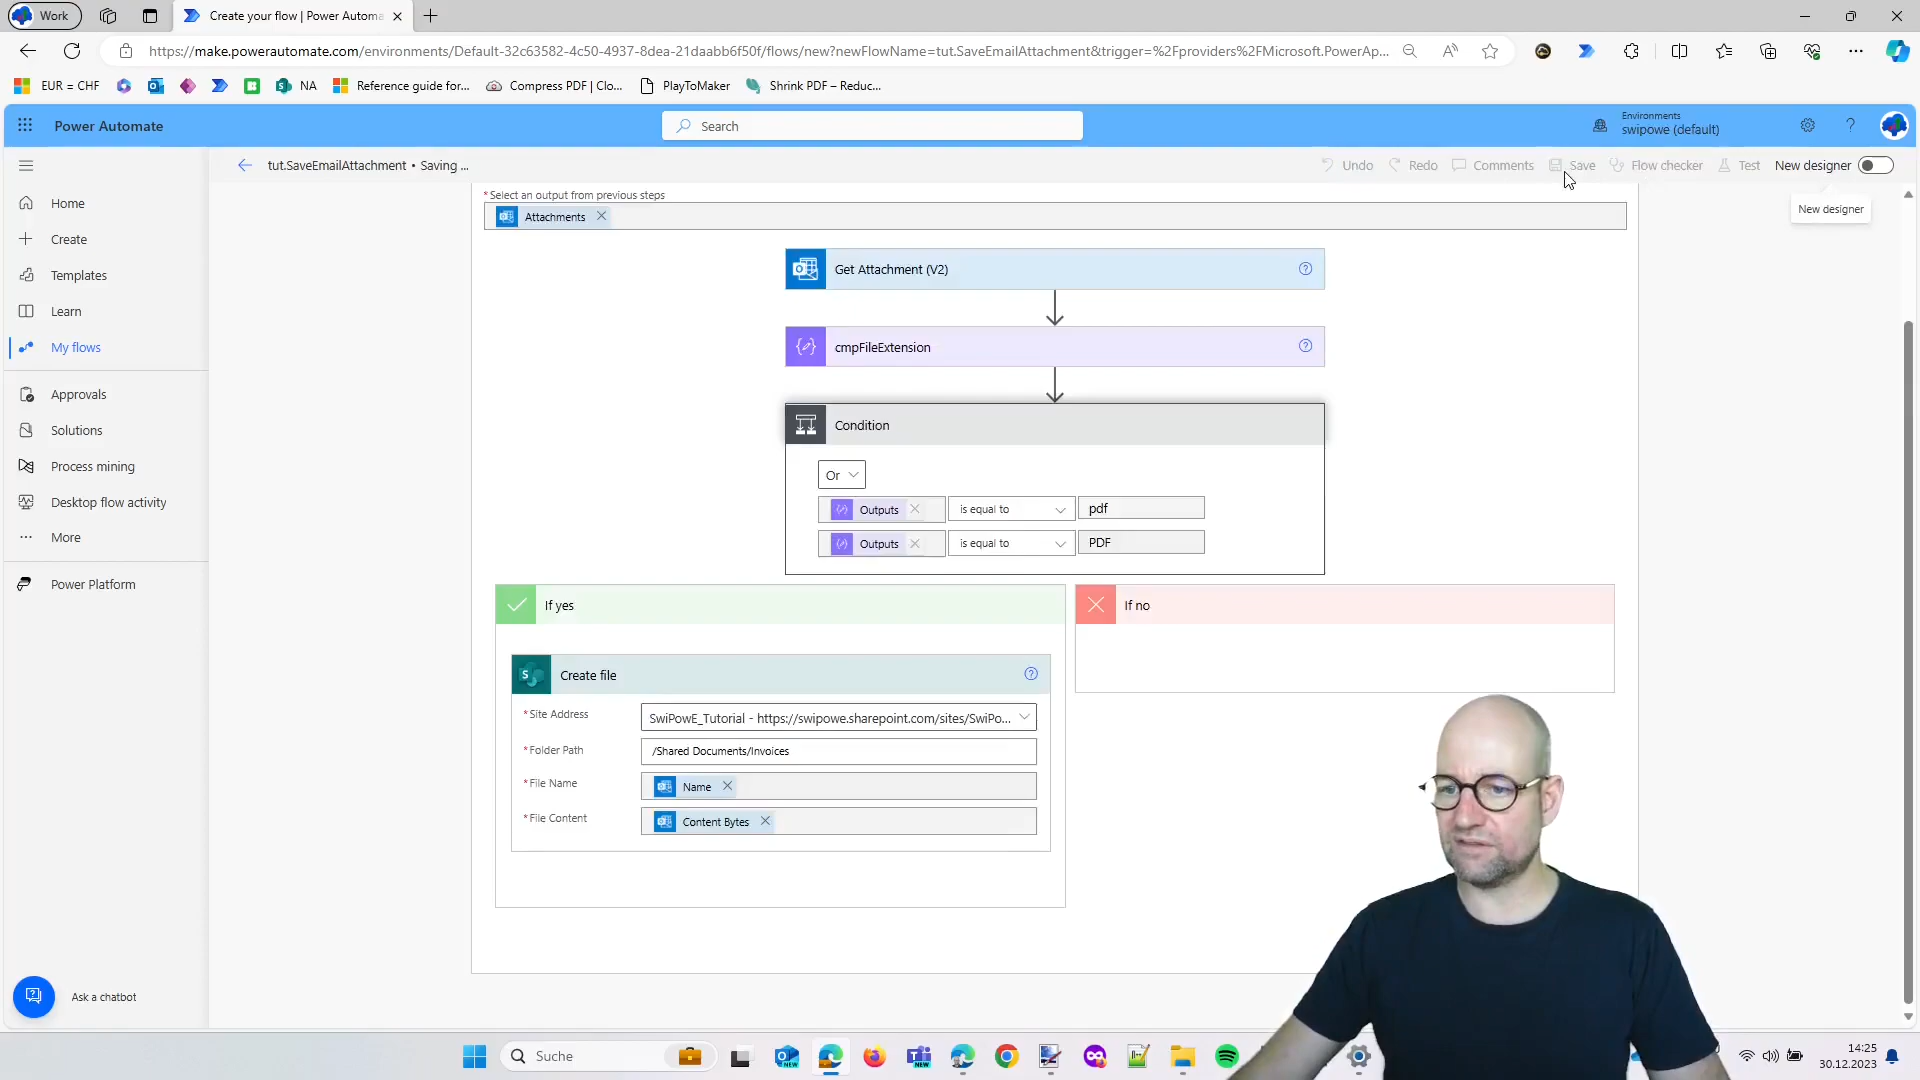 Work
Create your flow | Power Automa
https://make.powerautomate.com/environments/Default-32c63582-4c50-4937-8dea-21daabb6f50f/flows/new?newFlowName=tut.SaveEmailAttachment&trigger=%2Fproviders%2FMicrosoft.PowerAp...
EUR = CHF
NA
Reference guide for...
Compress PDF | Clo...
PlayToMaker
Shrink PDF – Reduc...
Power Automate
Search
Environments
swipowe (default)
tut.SaveEmailAttachment • Saving ...
Undo
Redo
Comments
Save
Flow checker
Test
New designer
New designer
Home
Create
Templates
Learn
My flows
Approvals
Solutions
Process mining
Desktop flow activity
More
Power Platform
Ask a chatbot
* Select an output from previous steps
Attachments
Get Attachment (V2)
cmpFileExtension
Condition
Or
Outputs is equal to pdf
Outputs is equal to PDF
If yes
If no
Create file
* Site Address
SwiPowE_Tutorial - https://swipowe.sharepoint.com/sites/SwiPo...
* Folder Path
/Shared Documents/Invoices
* File Name
Name
* File Content
Content Bytes
Suche
NEW
NEW
14:25
30.12.2023